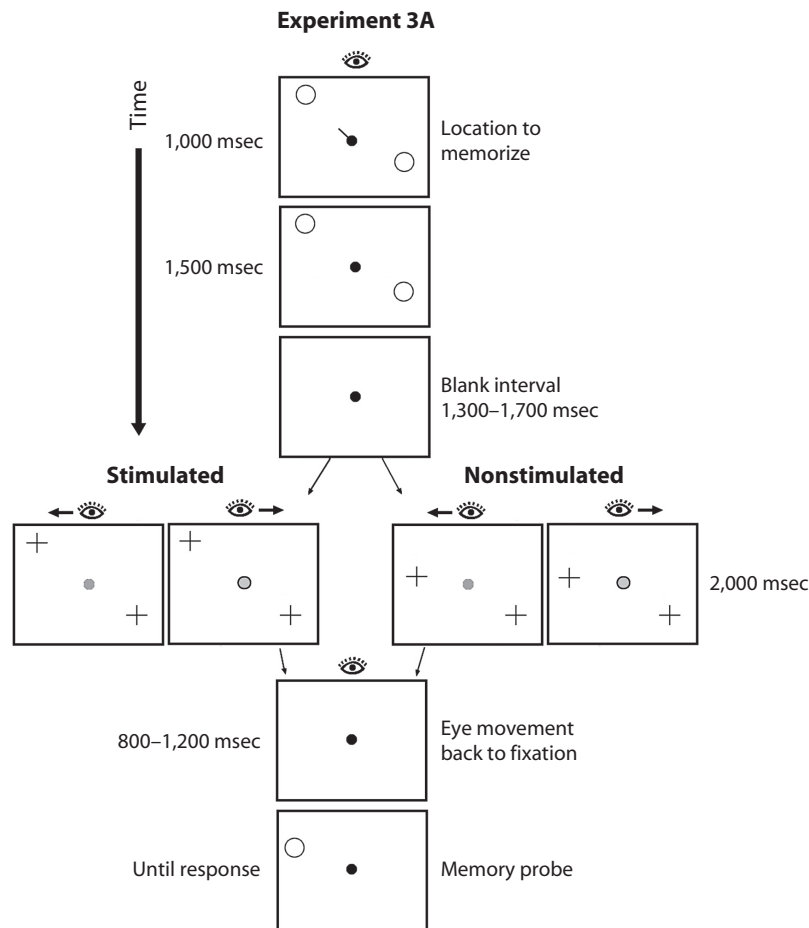 Experiment 3A
Time
1,000 msec
Location to
memorize
1,500 msec
Blank interval
1,300–1,700 msec
Stimulated
Nonstimulated
2,000 msec
800–1,200 msec
Eye movement
back to fixation
Until response
Memory probe